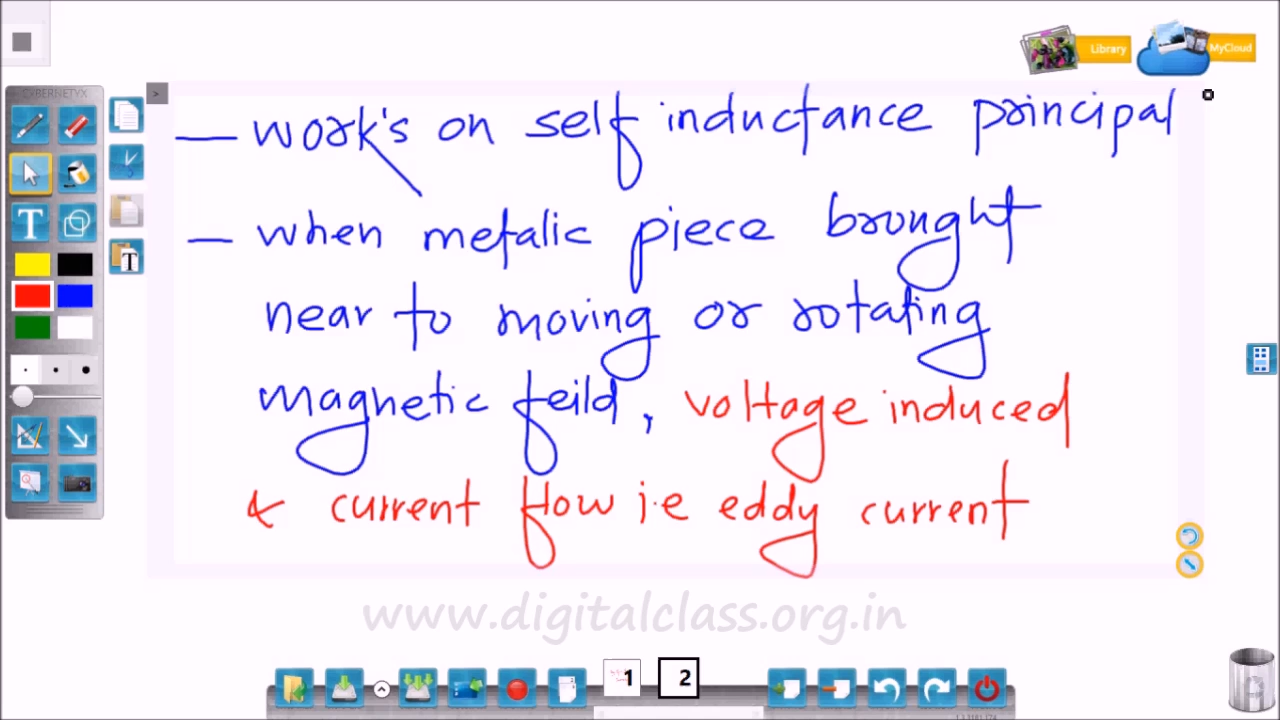 Library
MyCloud
CYBERNETYX
>
— work's on self inductance principal
— when metalic piece brought
near to moving or rotating
magnetic feild, voltage induced
& current flow i.e eddy current
T
T
www.digitalclass.org.in
1
2